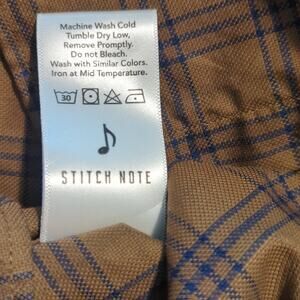 Machine Wash Cold
Tumble Dry Low,
Remove Promptly.
Do not Bleach.
Wash with Similar Colors.
Iron at Mid Temperature.
30
STITCH NOTE